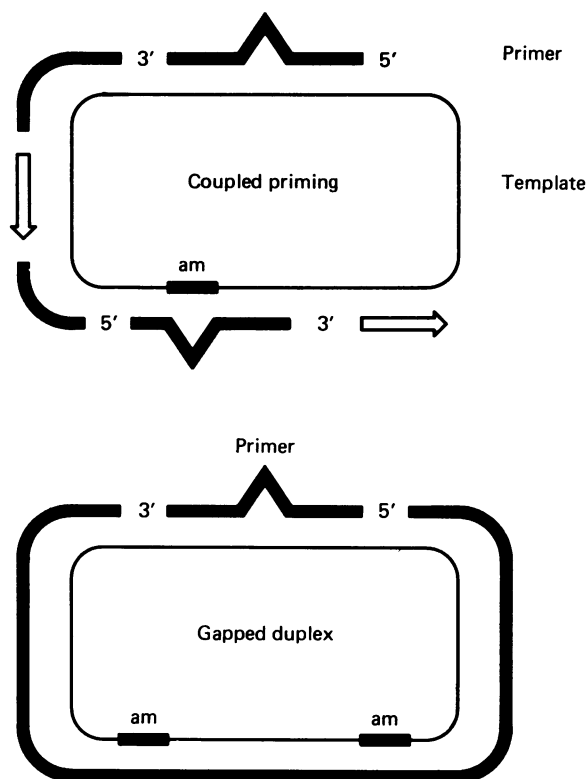 3′ 5′ Primer
Coupled priming Template
am
5′ 3′
Primer
3′ 5′
Gapped duplex
am am